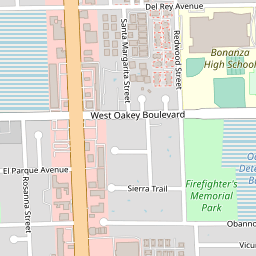 Del Rey Avenue
Santa Margarita Street
Redwood Street
Bonanza
High School
West Oakey Boulevard
El Parque Avenue
Rosanna Street
Sierra Trail
Firefighter's
Memorial
Park